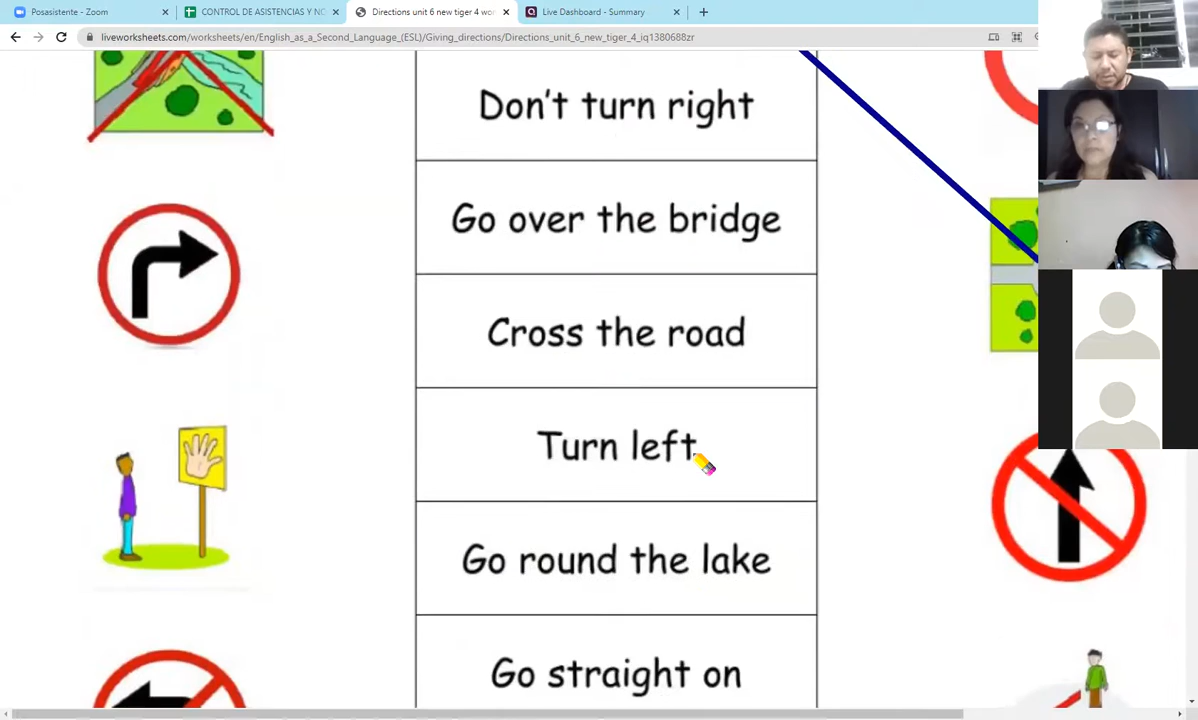 Posasistente - Zoom
CONTROL DE ASISTENCIAS Y NO
Directions unit 6 new tiger 4 wor
Live Dashboard - Summary
liveworksheets.com/worksheets/en/English_as_a_Second_Language_(ESL)/Giving_directions/Directions_unit_6_new_tiger_4_iq1380688zr
Don't turn right
Go over the bridge
Cross the road
Turn left
Go round the lake
Go straight on